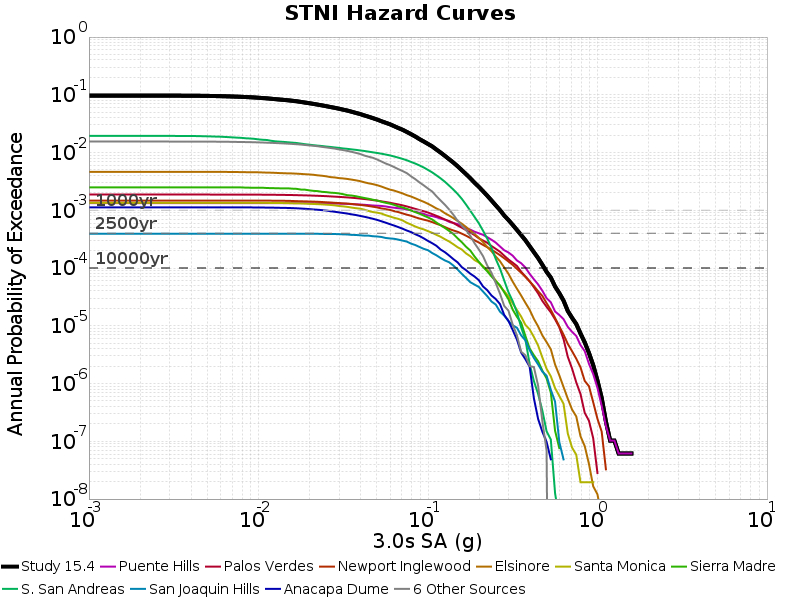 STNI Hazard Curves
Annual Probability of Exceedance
10^0
10^-1
10^-2
10^-3
10^-4
10^-5
10^-6
10^-7
10^-8
1000yr
2500yr
10000yr
10^-3 10^-2 10^-1 10^0 10^1
3.0s SA (g)
Study 15.4 Puente Hills Palos Verdes Newport Inglewood Elsinore Santa Monica Sierra Madre
S. San Andreas San Joaquin Hills Anacapa Dume 6 Other Sources